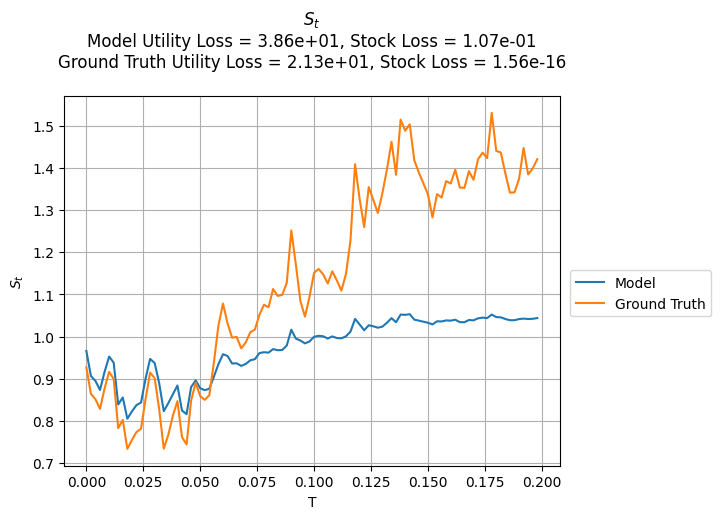 S_t
Model Utility Loss = 3.86e+01, Stock Loss = 1.07e-01
Ground Truth Utility Loss = 2.13e+01, Stock Loss = 1.56e-16
1.5
1.4
1.3
1.2
1.1
1.0
0.9
0.8
0.7
S_t
0.000 0.025 0.050 0.075 0.100 0.125 0.150 0.175 0.200
T
Model
Ground Truth